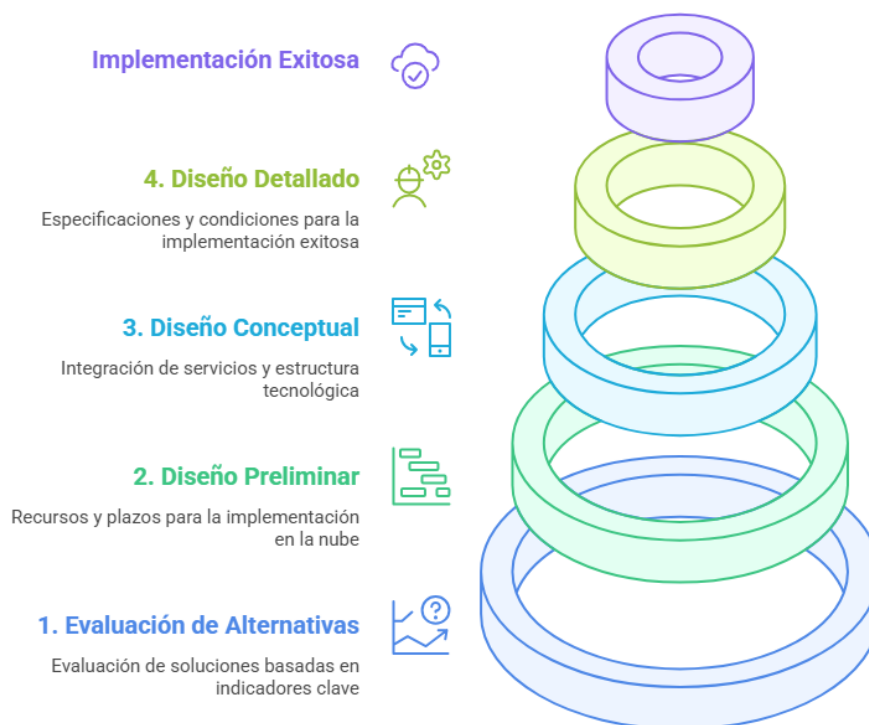 Implementación Exitosa
4. Diseño Detallado
Especificaciones y condiciones para la
implementación exitosa
3. Diseño Conceptual
Integración de servicios y estructura
tecnológica
2. Diseño Preliminar
Recursos y plazos para la implementación
en la nube
1. Evaluación de Alternativas
Evaluación de soluciones basadas en
indicadores clave